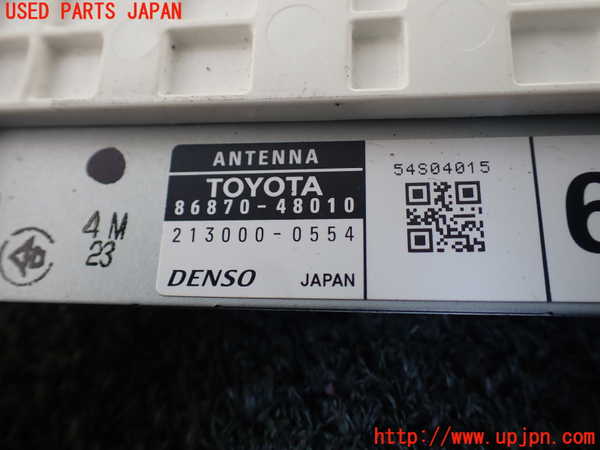 USED PARTS JAPAN
ANTENNA
TOYOTA
86870-48010
213000-0554
DENSO JAPAN
54S04015
6
4M
23
http://www.upjpn.com/